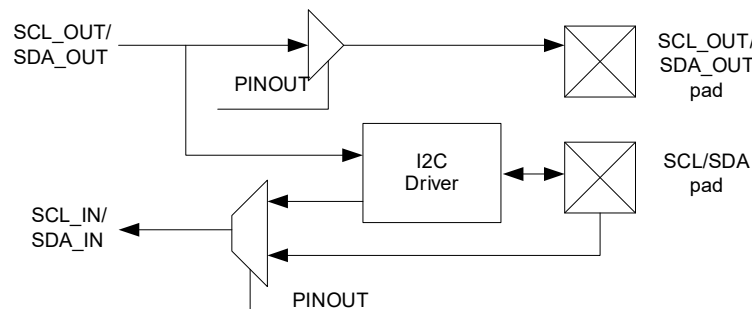 SCL_OUT/
SDA_OUT
PINOUT
SCL_OUT/
SDA_OUT
pad
I2C
Driver
SCL/SDA
pad
SCL_IN/
SDA_IN
PINOUT